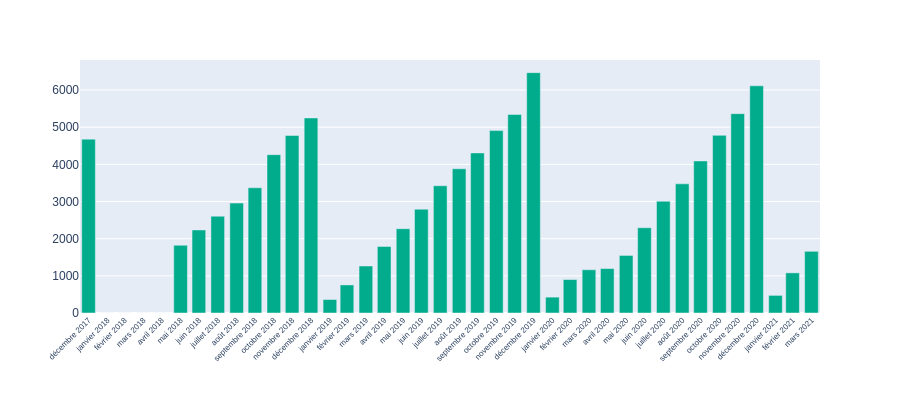 6000
5000
4000
3000
2000
1000
0
décembre 2017
janvier 2018
février 2018
mars 2018
avril 2018
mai 2018
juin 2018
juillet 2018
août 2018
septembre 2018
octobre 2018
novembre 2018
décembre 2018
janvier 2019
février 2019
mars 2019
avril 2019
mai 2019
juin 2019
juillet 2019
août 2019
septembre 2019
octobre 2019
novembre 2019
décembre 2019
janvier 2020
février 2020
mars 2020
avril 2020
mai 2020
juin 2020
juillet 2020
août 2020
septembre 2020
octobre 2020
novembre 2020
décembre 2020
janvier 2021
février 2021
mars 2021